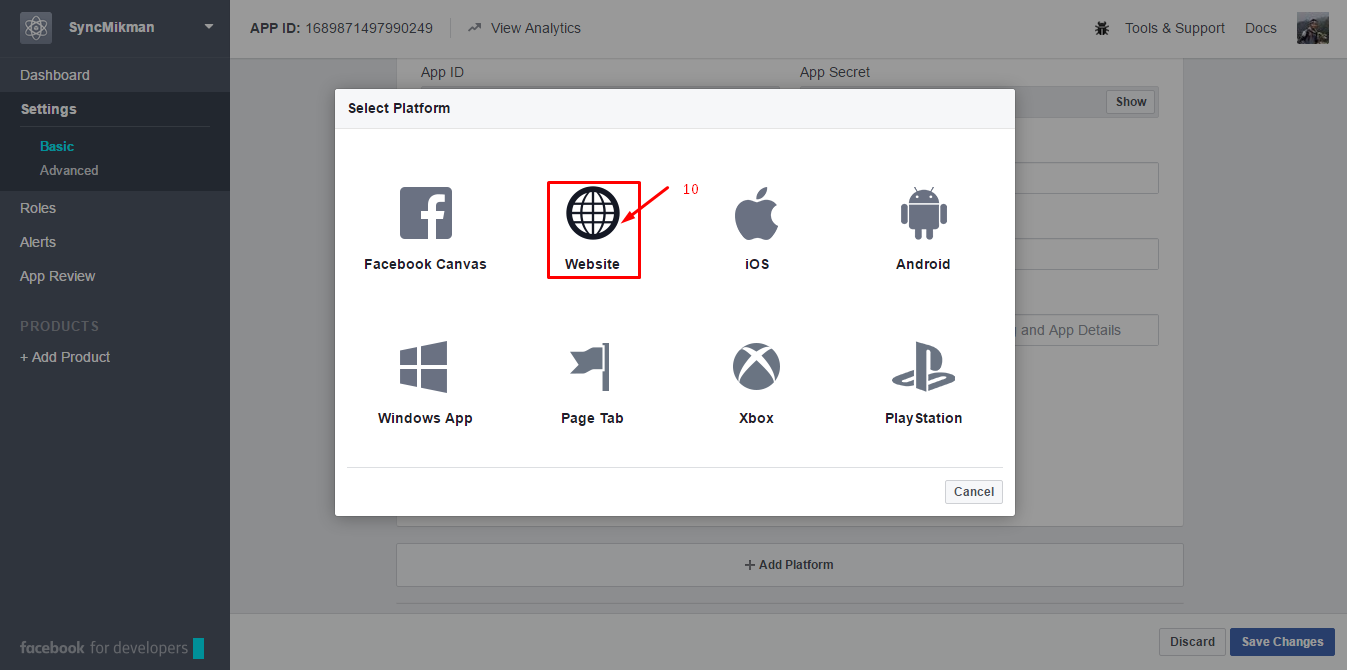 SyncMikman
APP ID: 1689871497990249
View Analytics
Tools & Support
Docs
Dashboard
Settings
Basic
Advanced
Roles
Alerts
App Review
PRODUCTS
+ Add Product
facebook for developers
App ID
App Secret
Show
and App Details
Select Platform
10
Facebook Canvas
Website
iOS
Android
Windows App
Page Tab
Xbox
PlayStation
Cancel
+ Add Platform
Discard
Save Changes